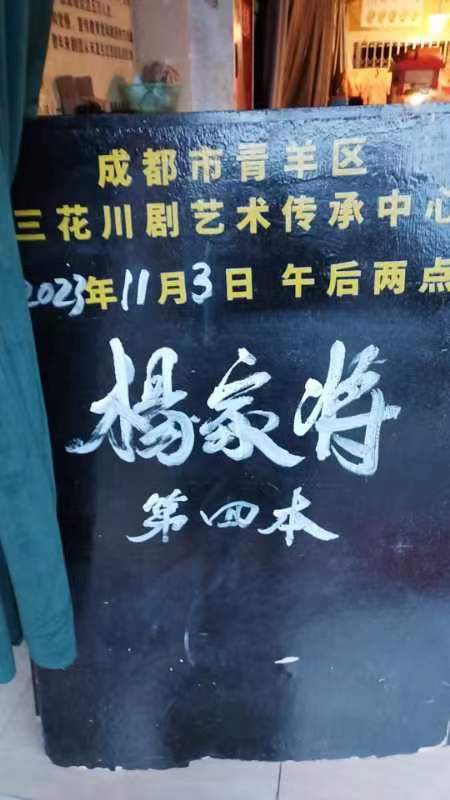 成都市青羊区
三花川剧艺术传承中心
2023年11月3日 午后两点
杨家将
第四本